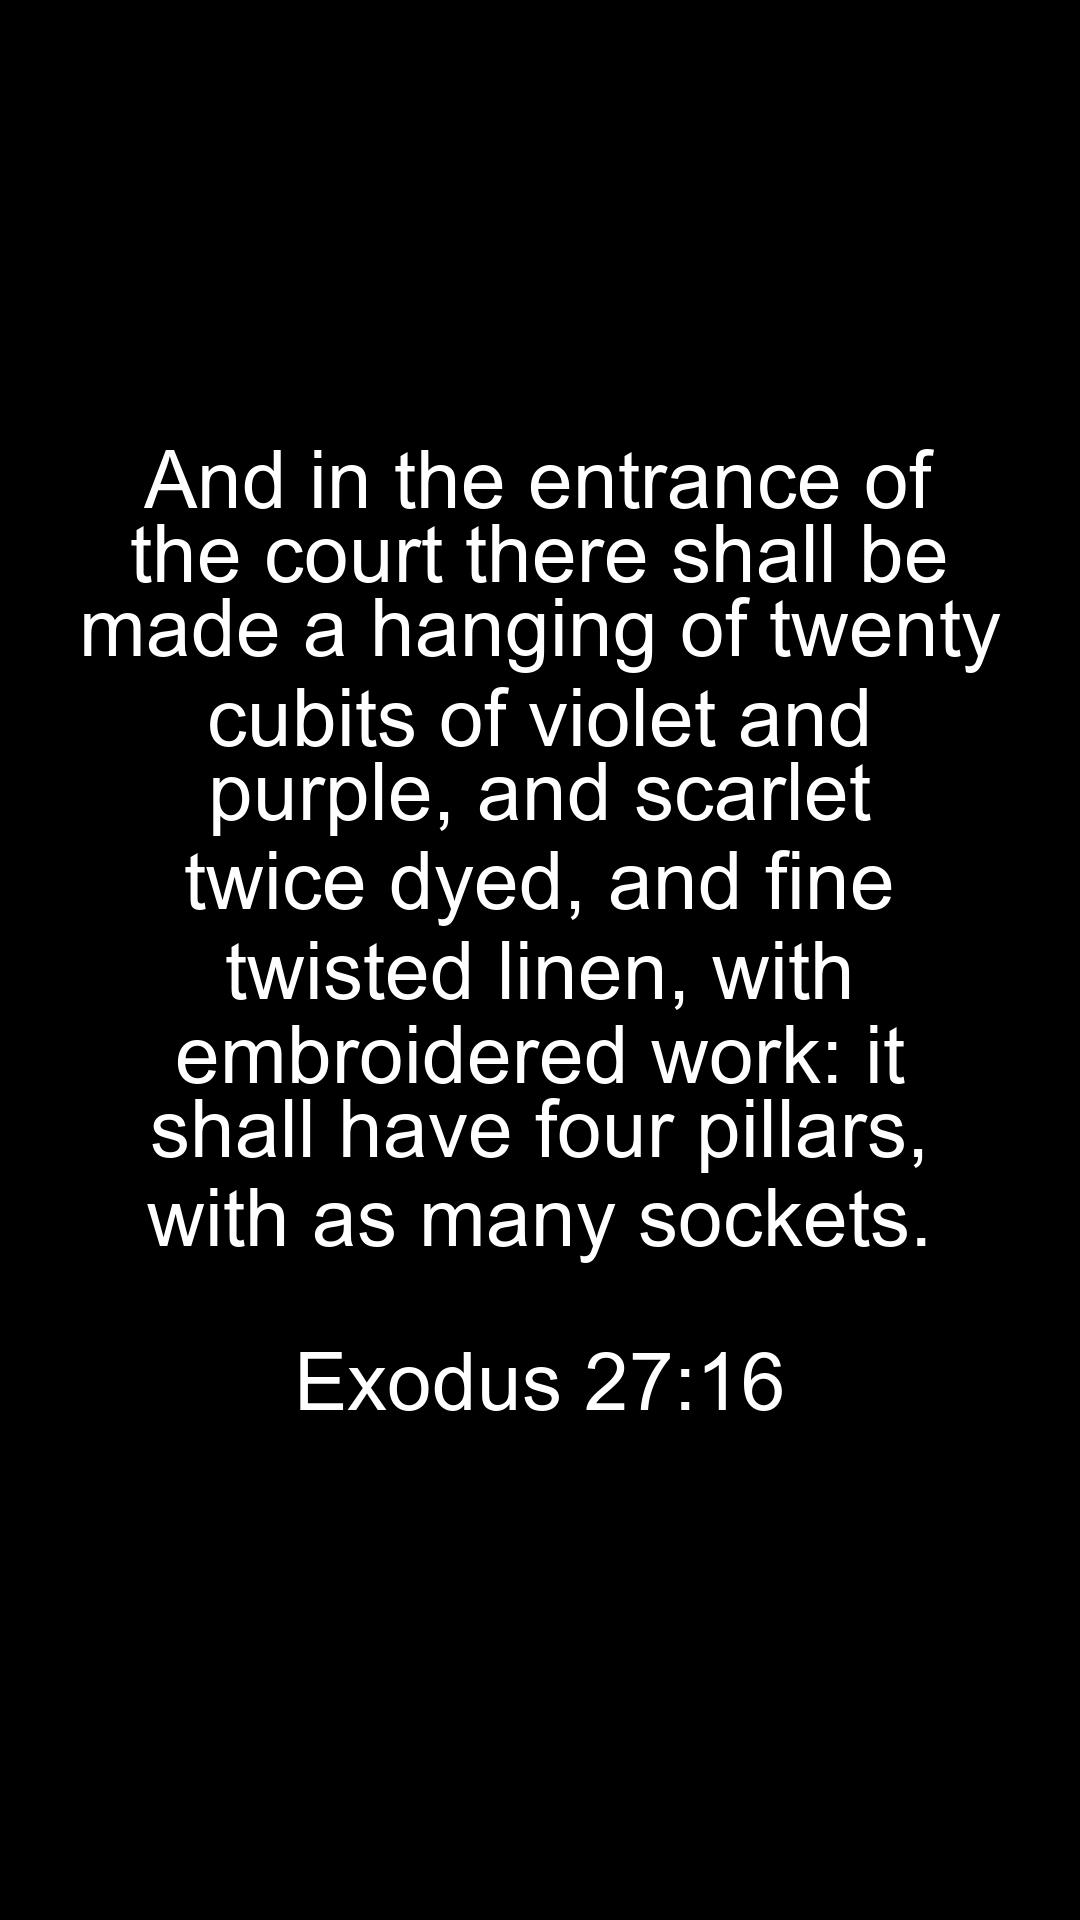 And in the entrance of
the court there shall be
made a hanging of twenty
cubits of violet and
purple, and scarlet
twice dyed, and fine
twisted linen, with
embroidered work: it
shall have four pillars,
with as many sockets.
Exodus 27:16